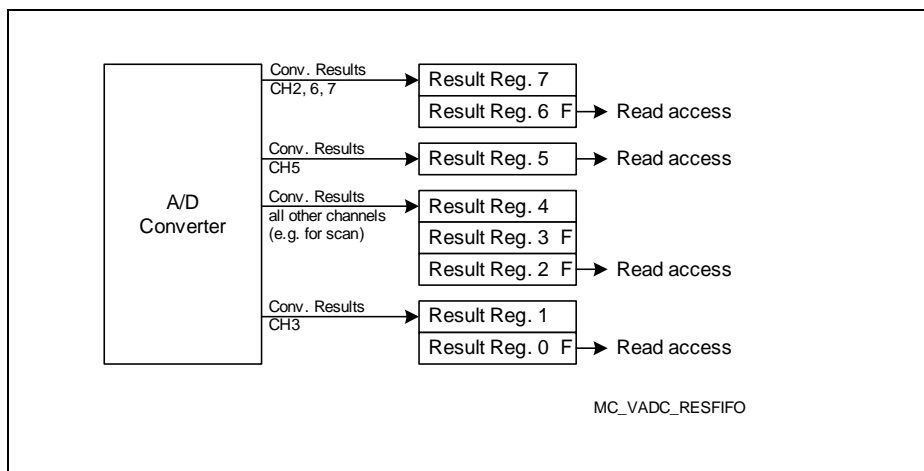 Conv. Results
CH2, 6, 7
Result Reg. 7
Result Reg. 6 F
Read access
Conv. Results
CH5
Result Reg. 5
Read access
A/D
Converter
Conv. Results
all other channels
(e.g. for scan)
Result Reg. 4
Result Reg. 3 F
Result Reg. 2 F
Read access
Conv. Results
CH3
Result Reg. 1
Result Reg. 0 F
Read access
MC_VADC_RESFIFO